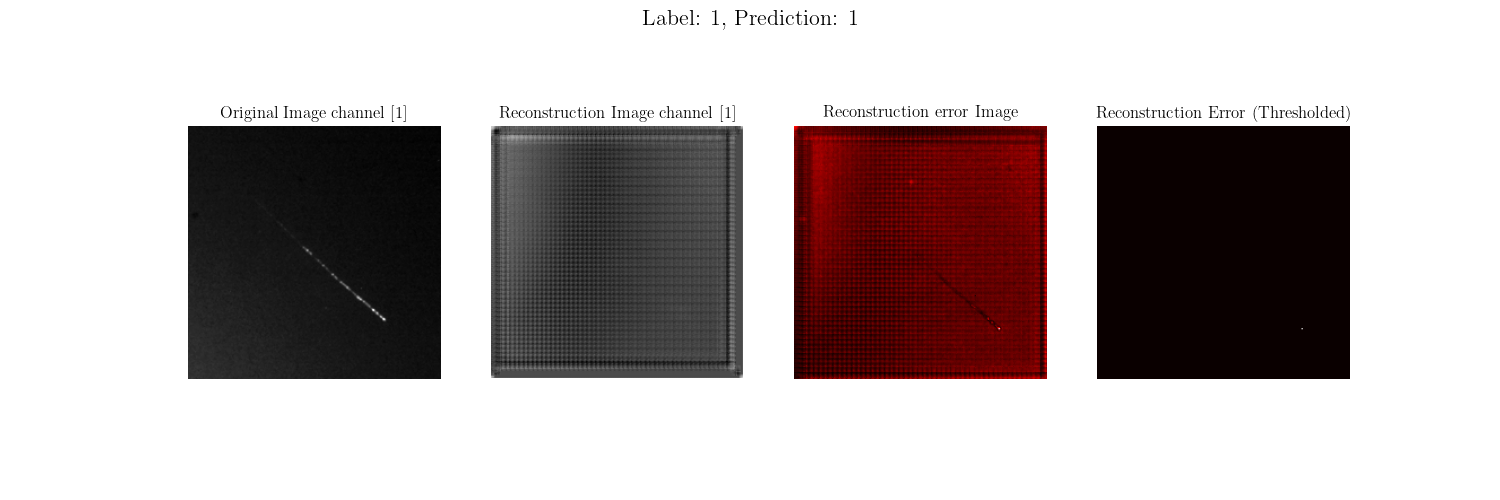 Label: 1, Prediction: 1
Original Image channel [1]
Reconstruction Image channel [1]
Reconstruction error Image
Reconstruction Error (Thresholded)